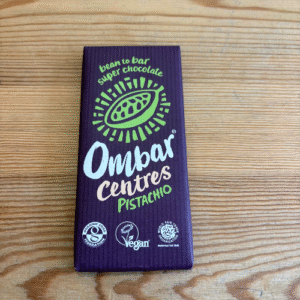 bean to bar
super chocolate
Ombar®
Centres
PISTACHIO
Vegan